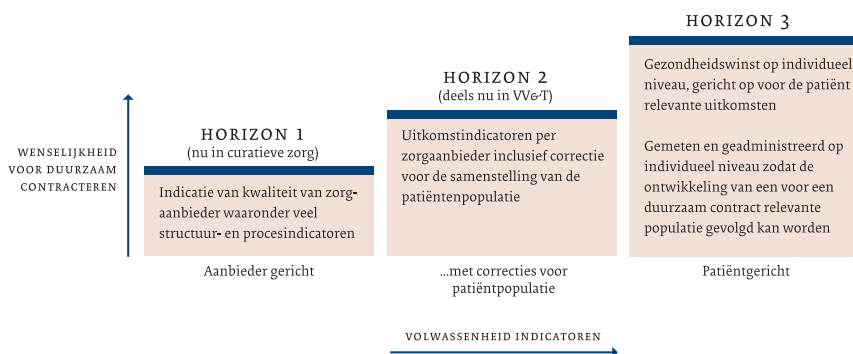 HORIZON 3
Gezondheidswinst op individueel
niveau, gericht op voor de patiënt
relevante uitkomsten
Gemeten en geadministreerd op
individueel niveau zodat de
ontwikkeling van een voor een
duurzaam contract relevante
populatie gevolgd kan worden
Patiëntgericht
HORIZON 2
(deels nu in VV&T)
Uitkomstindicatoren per
zorgaanbieder inclusief correctie
voor de samenstelling van de
patiëntenpopulatie
...met correcties voor
patiëntpopulatie
HORIZON 1
(nu in curatieve zorg)
Indicatie van kwaliteit van zorg-
aanbieder waaronder veel
structuur- en procesindicatoren
Aanbieder gericht
WENSELIJKHEID
VOOR DUURZAAM
CONTRACTEREN
VOLWASSENHEID INDICATOREN